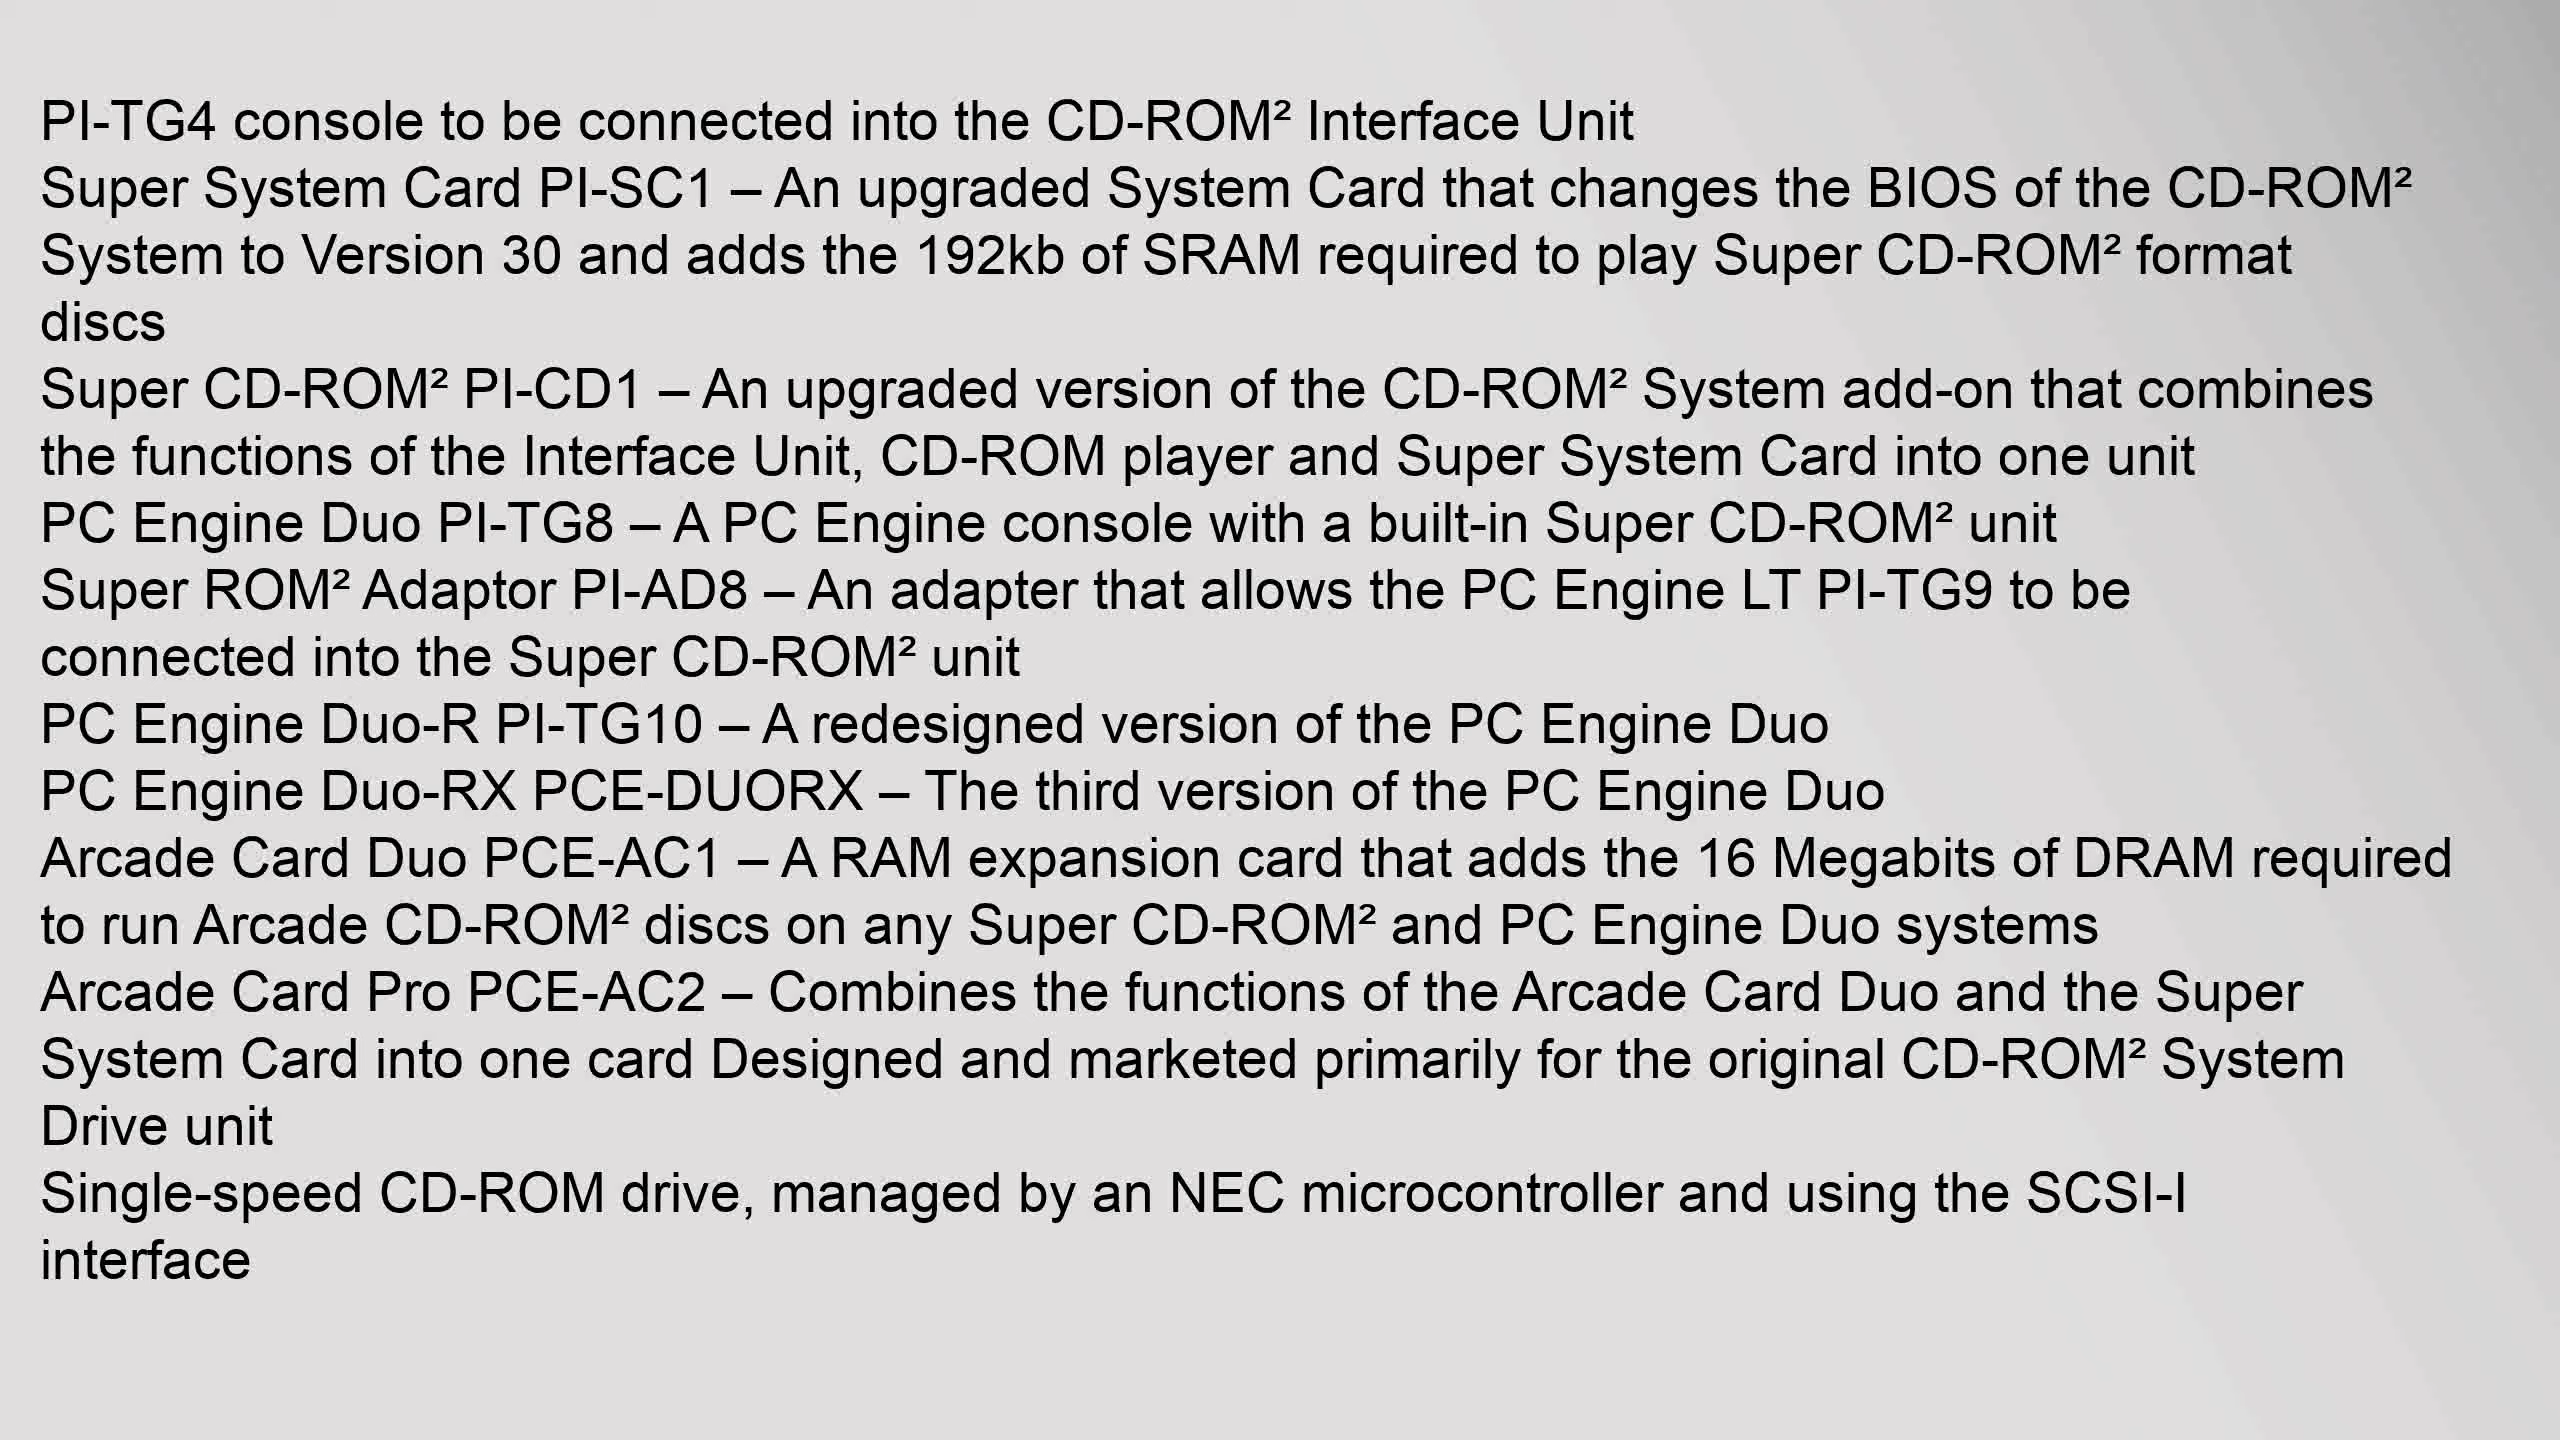 PI-TG4 console to be connected into the CD-ROM² Interface Unit
Super System Card PI-SC1 – An upgraded System Card that changes the BIOS of the CD-ROM²
System to Version 30 and adds the 192kb of SRAM required to play Super CD-ROM² format
discs
Super CD-ROM² PI-CD1 – An upgraded version of the CD-ROM² System add-on that combines
the functions of the Interface Unit, CD-ROM player and Super System Card into one unit
PC Engine Duo PI-TG8 – A PC Engine console with a built-in Super CD-ROM² unit
Super ROM² Adaptor PI-AD8 – An adapter that allows the PC Engine LT PI-TG9 to be
connected into the Super CD-ROM² unit
PC Engine Duo-R PI-TG10 – A redesigned version of the PC Engine Duo
PC Engine Duo-RX PCE-DUORX – The third version of the PC Engine Duo
Arcade Card Duo PCE-AC1 – A RAM expansion card that adds the 16 Megabits of DRAM required
to run Arcade CD-ROM² discs on any Super CD-ROM² and PC Engine Duo systems
Arcade Card Pro PCE-AC2 – Combines the functions of the Arcade Card Duo and the Super
System Card into one card Designed and marketed primarily for the original CD-ROM² System
Drive unit
Single-speed CD-ROM drive, managed by an NEC microcontroller and using the SCSI-I
interface